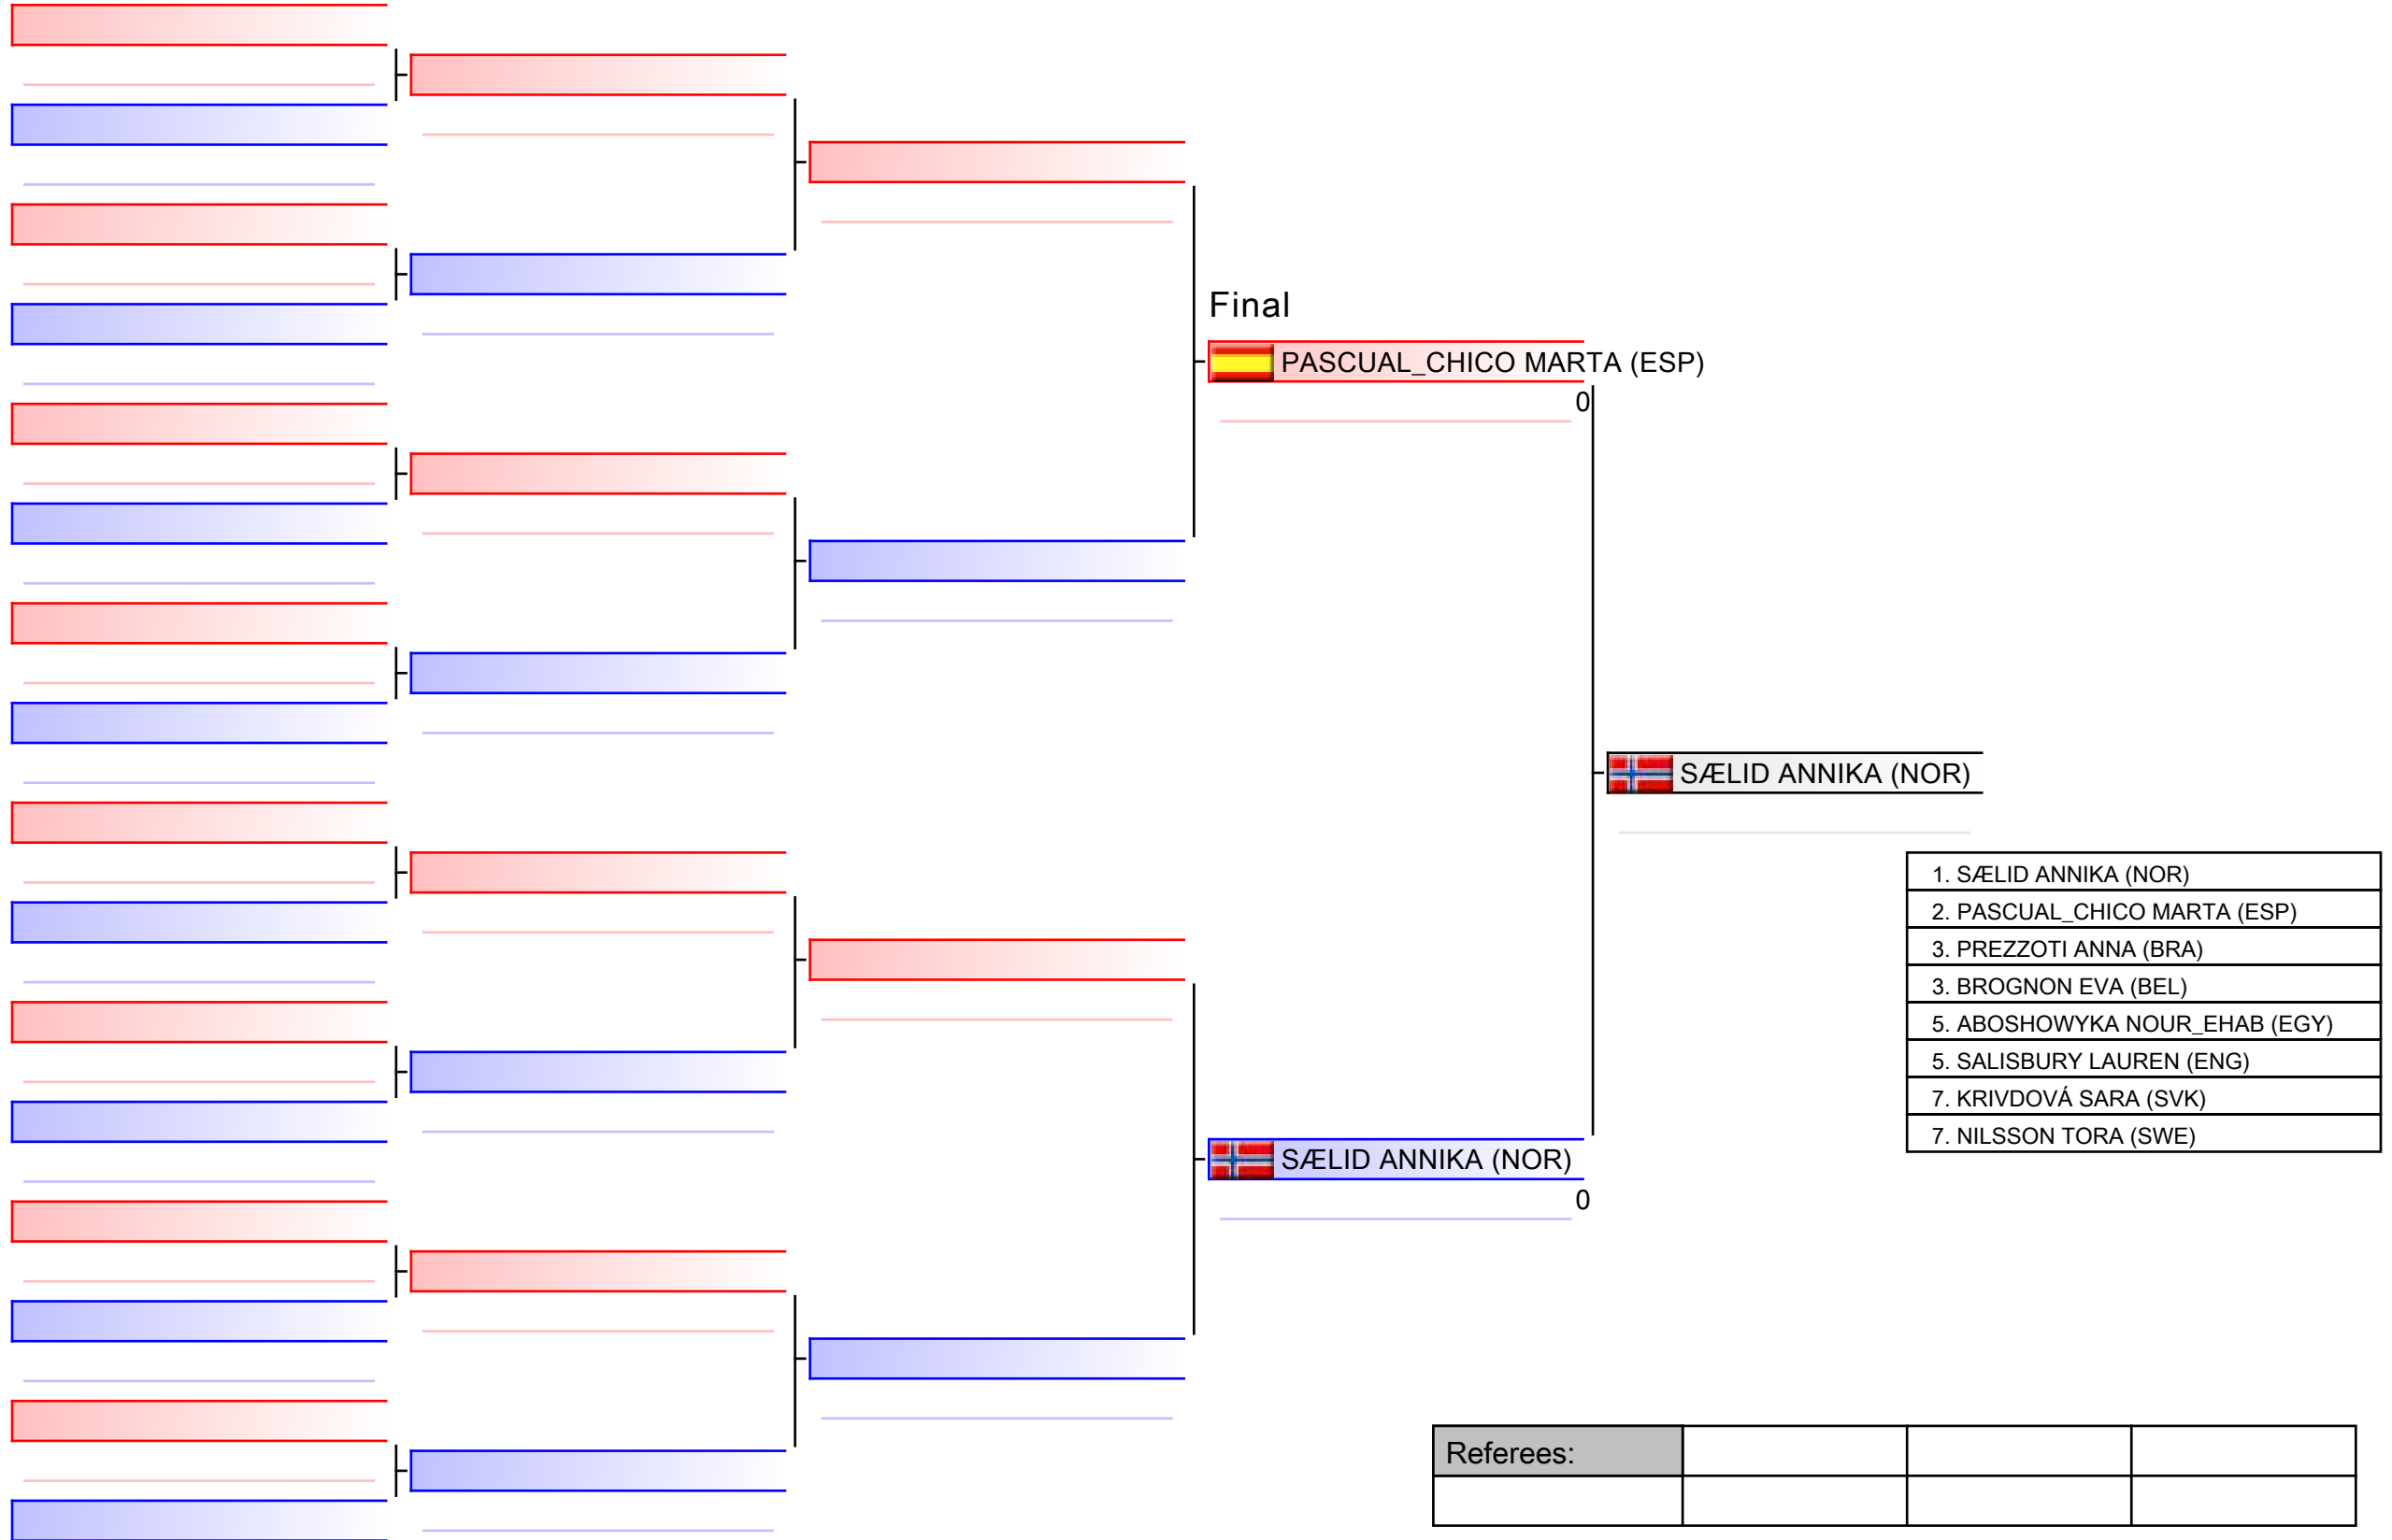 Final
PASCUAL_CHICO MARTA (ESP)
0
SÆLID ANNIKA (NOR)
1. SÆLID ANNIKA (NOR)
2. PASCUAL_CHICO MARTA (ESP)
3. PREZZOTI ANNA (BRA)
3. BROGNON EVA (BEL)
5. ABOSHOWYKA NOUR_EHAB (EGY)
5. SALISBURY LAUREN (ENG)
7. KRIVDOVÁ SARA (SVK)
7. NILSSON TORA (SWE)
SÆLID ANNIKA (NOR)
0
Referees: